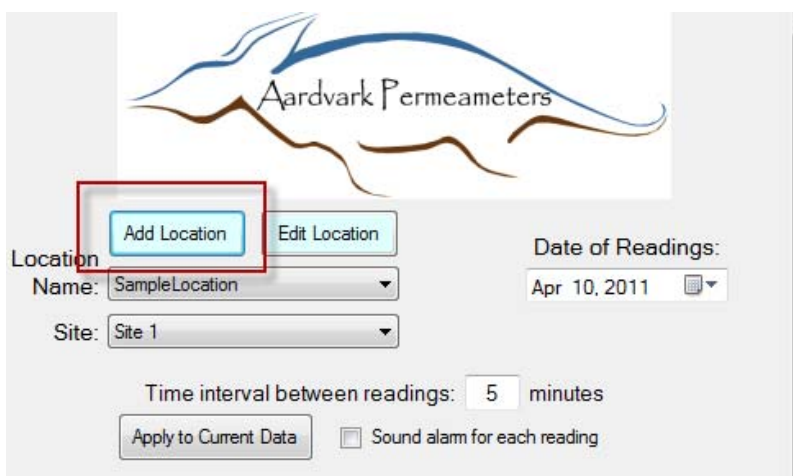 Aardvark Permeameters
Add Location
Edit Location
Date of Readings:
Location
Name: SampleLocation
Apr 10, 2011
Site: Site 1
Time interval between readings: 5 minutes
Apply to Current Data
Sound alarm for each reading